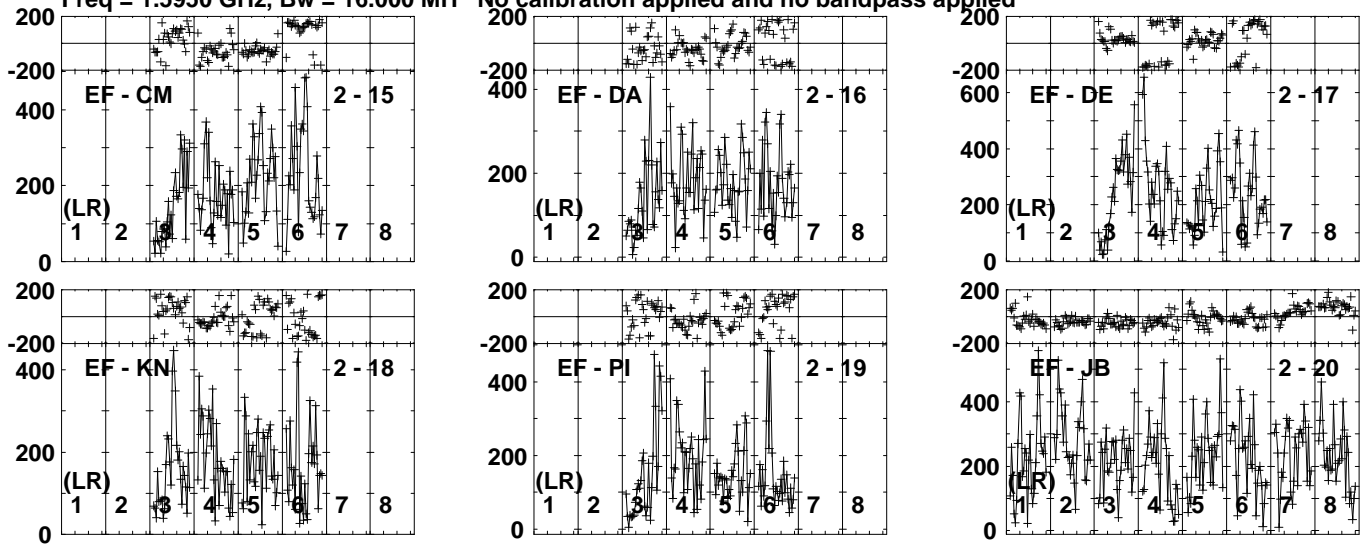 Freq = 1.5950 GHz, Bw = 16.000 MH No calibration applied and no bandpass applied
200
-200
400
200
0
EF - CM 2 - 15
(LR)
1 2 3 4 5 6 7 8
200
-200
400
200
0
EF - DA 2 - 16
(LR)
1 2 3 4 5 6 7 8
200
-200
600
400
200
0
EF - DE 2 - 17
(LR)
1 2 3 4 5 6 7 8
200
-200
400
200
0
EF - KN 2 - 18
(LR)
1 2 3 4 5 6 7 8
200
-200
400
200
0
EF - PI 2 - 19
(LR)
1 2 3 4 5 6 7 8
200
-200
400
200
0
EF - JB 2 - 20
(LR)
1 2 3 4 5 6 7 8